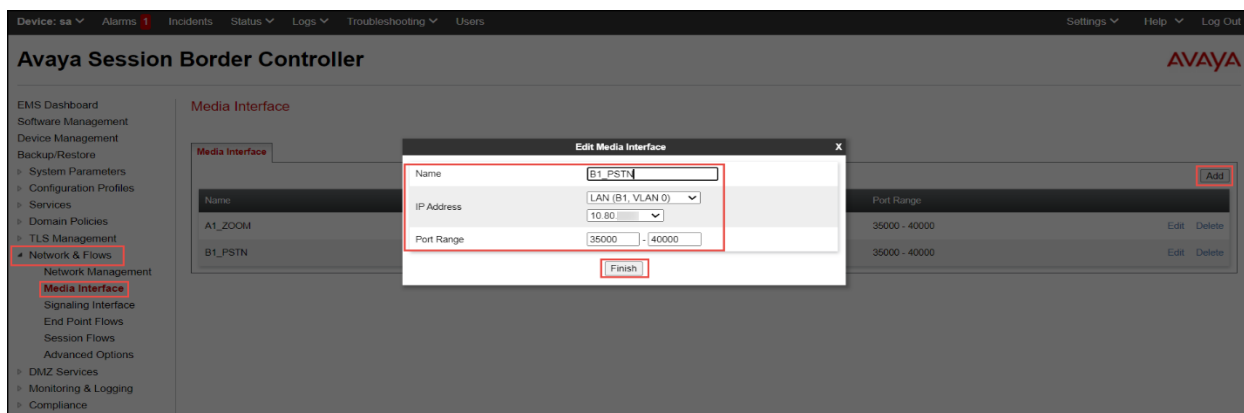 Device: sa Alarms 1 Incidents Status Logs Troubleshooting Users Settings Help Log Out
Avaya Session Border Controller AVAYA
EMS Dashboard
Software Management
Device Management
Backup/Restore
System Parameters
Configuration Profiles
Services
Domain Policies
TLS Management
Network & Flows
Network Management
Media Interface
Signaling Interface
End Point Flows
Session Flows
Advanced Options
DMZ Services
Monitoring & Logging
Compliance
Media Interface
Media Interface
Add
Name Port Range
A1_ZOOM 35000 - 40000 Edit Delete
B1_PSTN 35000 - 40000 Edit Delete
Edit Media Interface X
Name B1_PSTN
IP Address LAN (B1, VLAN 0)
10.80.
Port Range 35000 - 40000
Finish